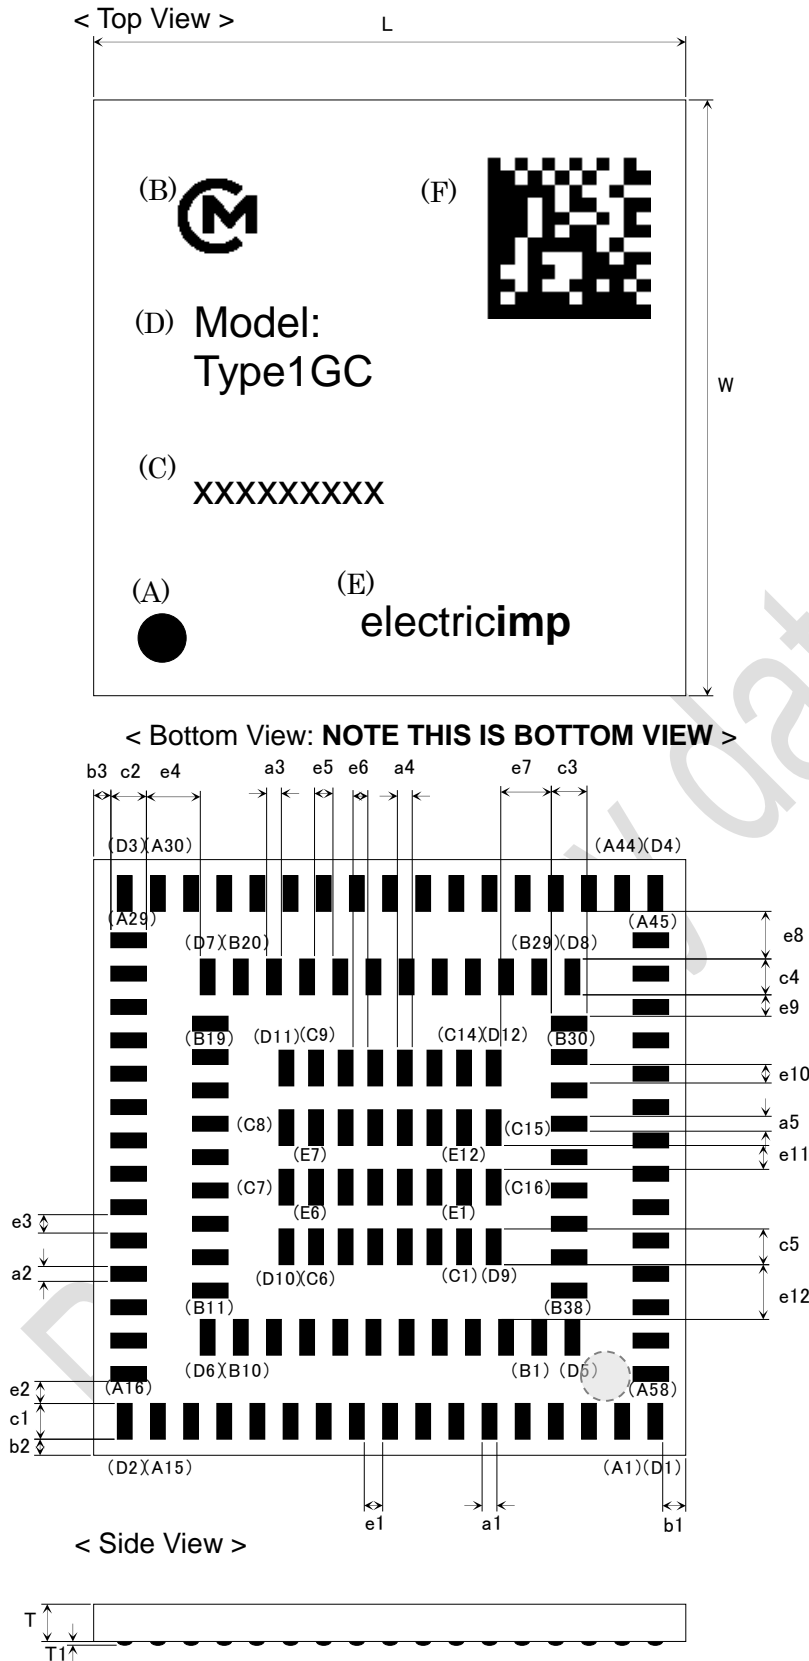 < Top View >
L
(B) M
(F)
(D) Model:
Type1GC
W
(C)
xxxxxxxxx
(A)
(E)
electricimp
< Bottom View: NOTE THIS IS BOTTOM VIEW >
b3 c2 e4 a3 e5 e6 a4 e7 c3
(D3)(A30) (A44)(D4)
(A29) (A45)
e8
(D7)(B20) (B29)(D8)
c4
e9
(B19) (D11)(C9) (C14)(D12) (B30)
e10
a5
(C8) (C15)
(E7) (E12)
e11
(C7) (C16)
(E6) (E1)
e3
c5
a2
(D10)(C6) (C1)(D9)
e12
(B11) (B38)
(D6)(B10) (B1) (D5)
e2 (A16) (A58)
c1
b2
(D2)(A15) (A1)(D1)
e1 a1 b1
< Side View >
T
T1